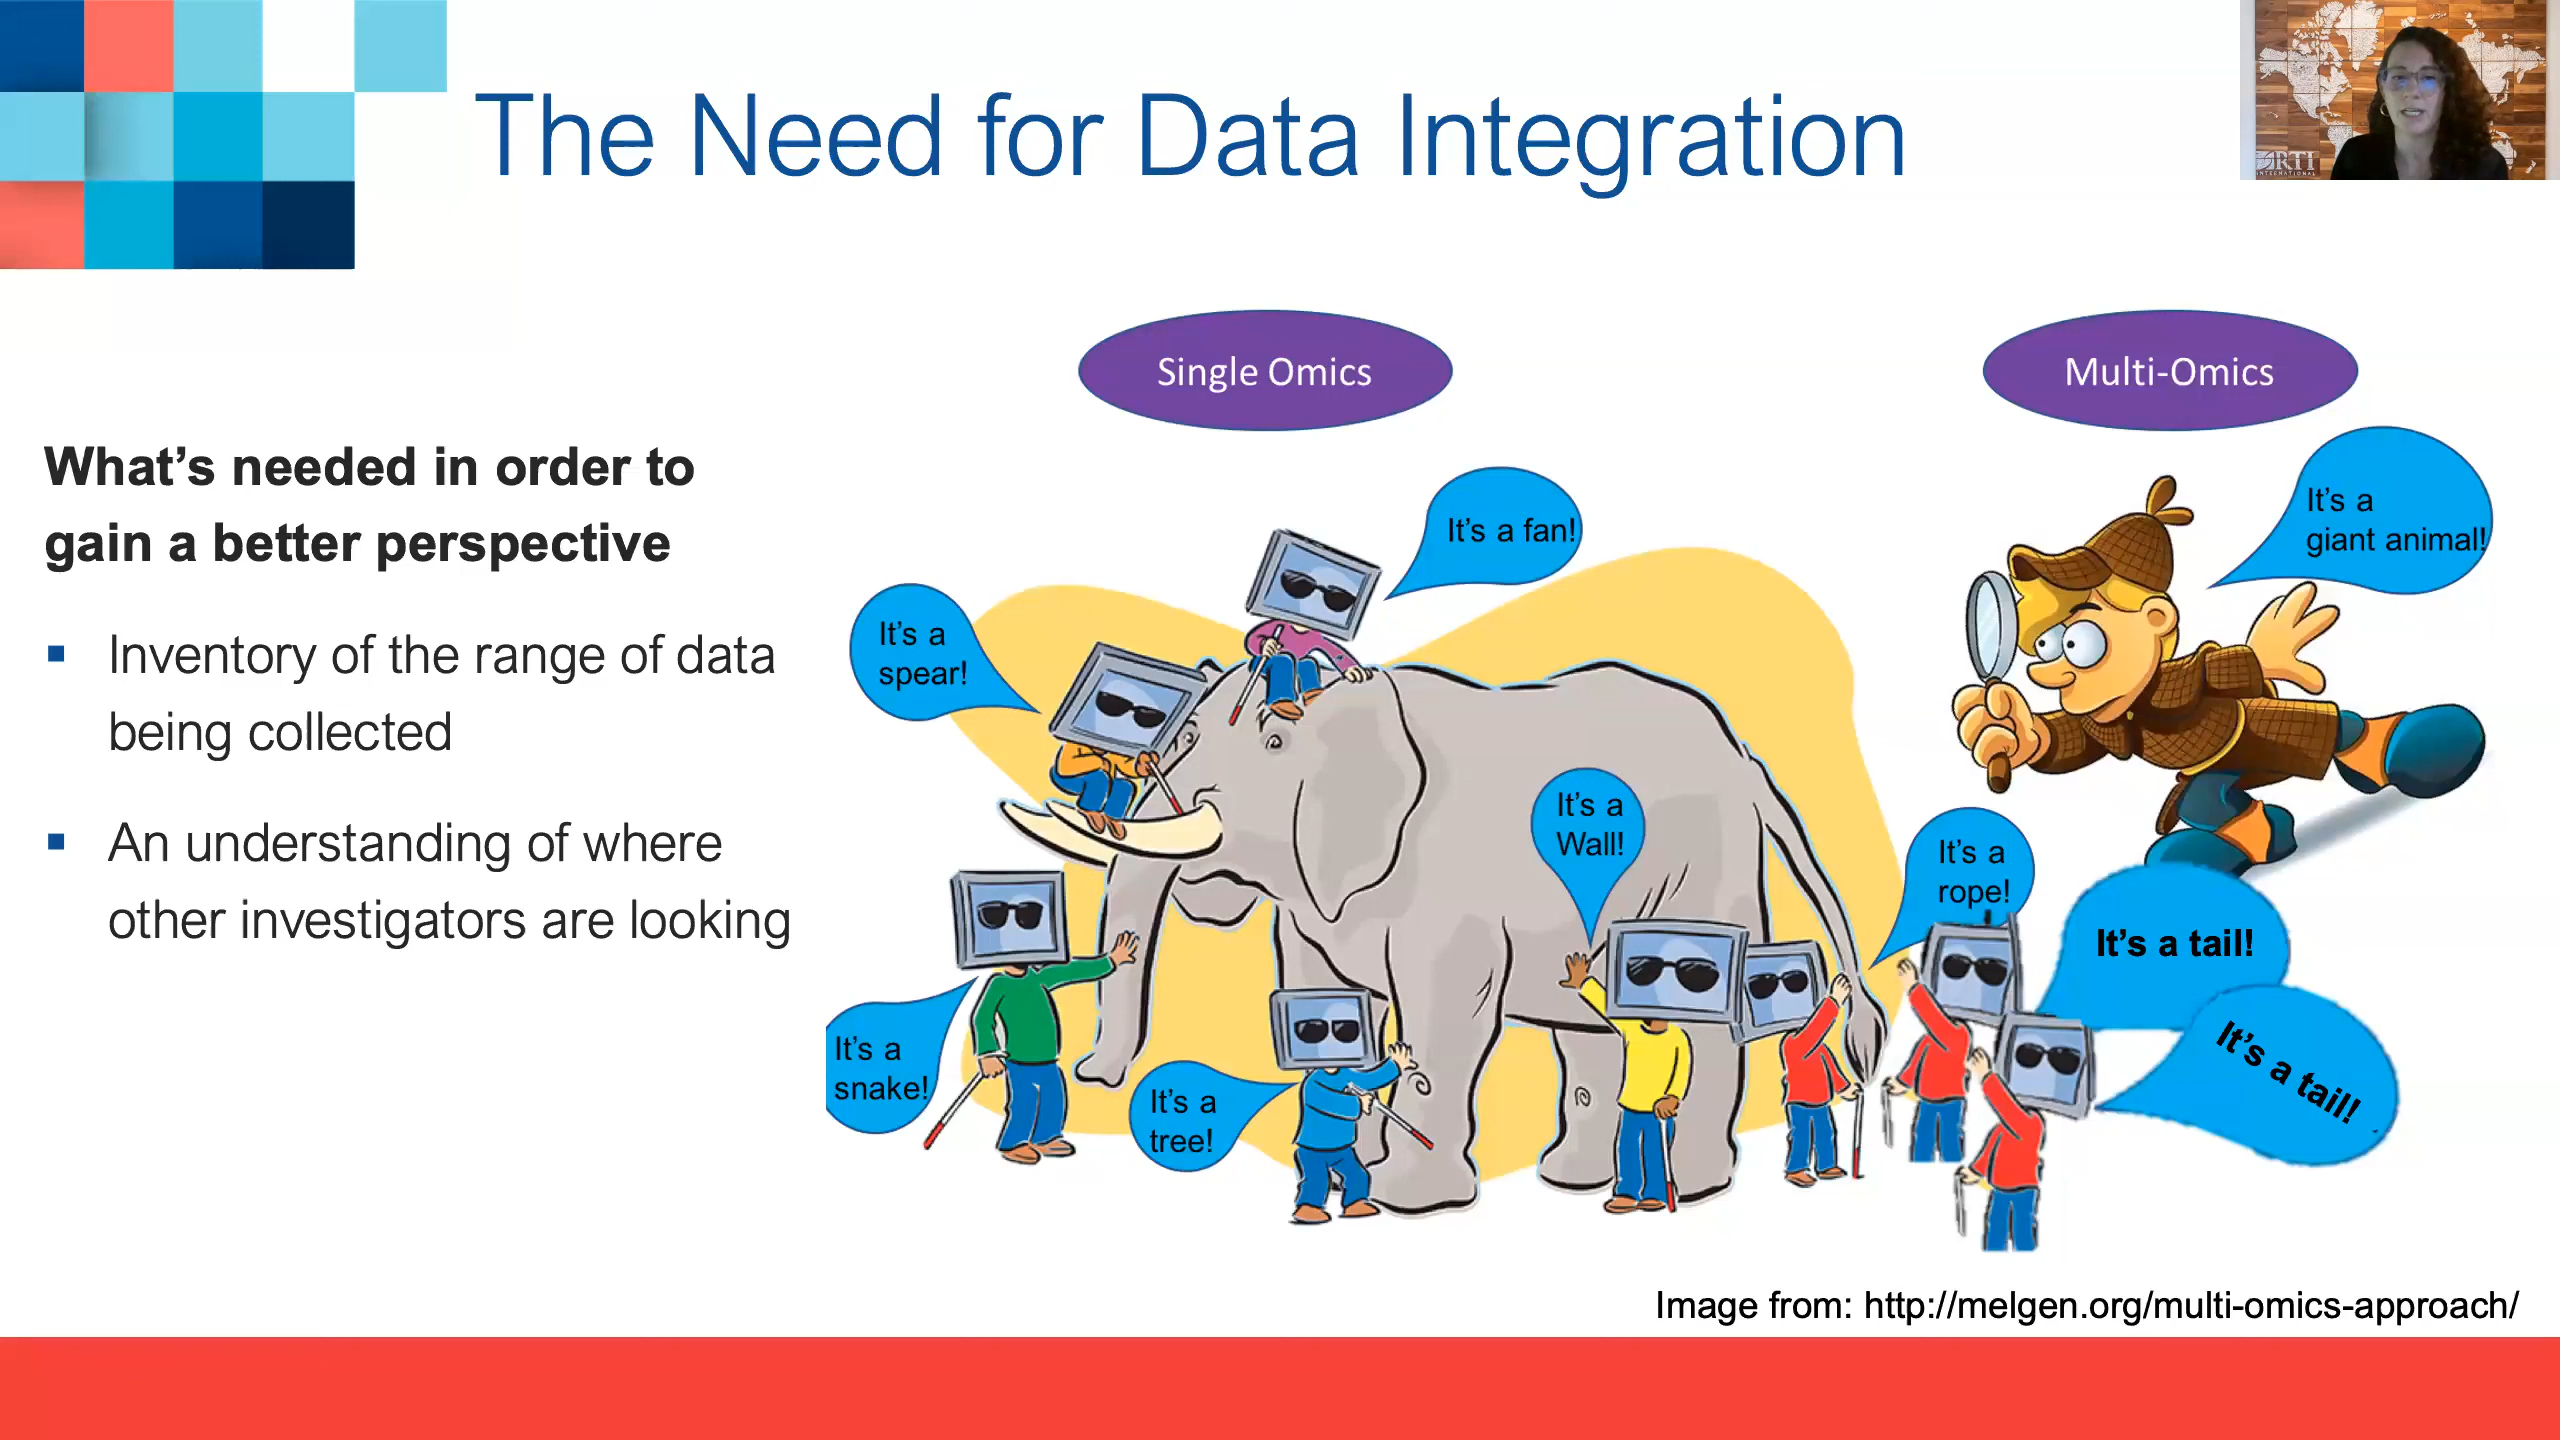 The Need for Data Integration
RTI
INTERNATIONAL
Single Omics
Multi-Omics
What’s needed in order to
gain a better perspective
▪ Inventory of the range of data
being collected
▪ An understanding of where
other investigators are looking
It’s a fan!
It’s a
giant animal!
It’s a
spear!
It’s a
Wall!
It’s a
rope!
It’s a tail!
It’s a tail!
It’s a
snake!
It’s a
tree!
Image from: http://melgen.org/multi-omics-approach/